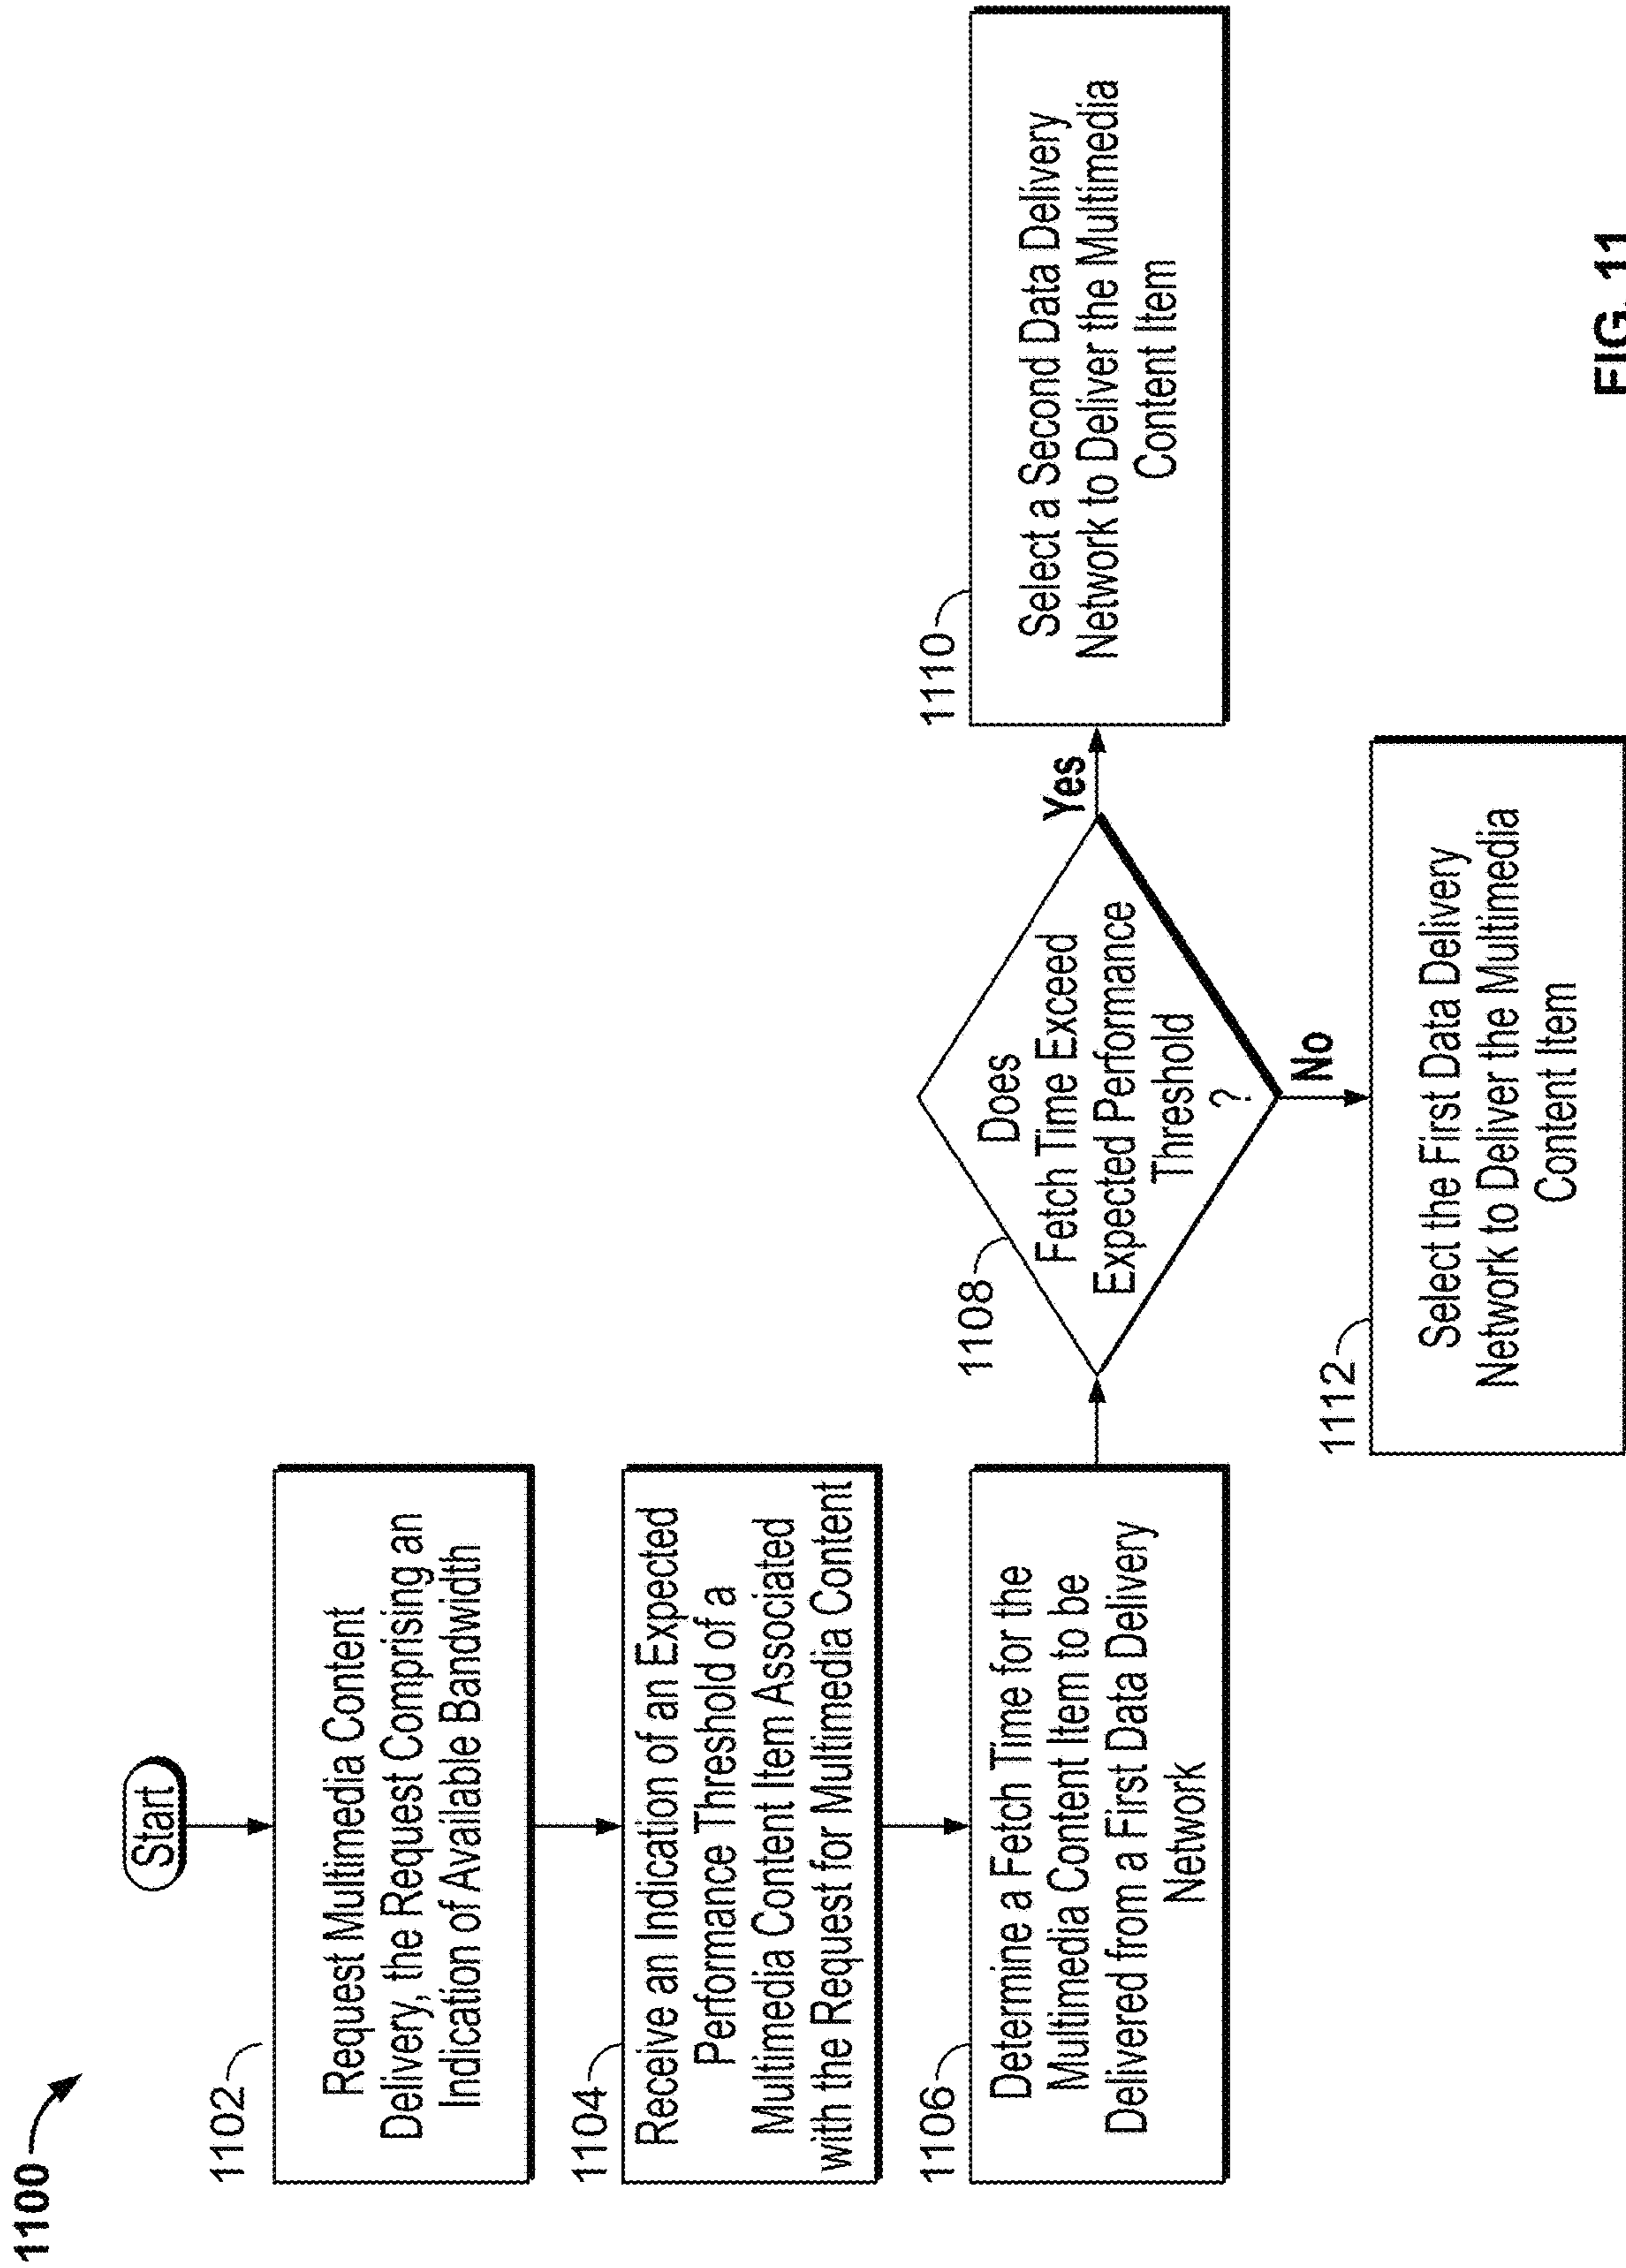 1100
Start
1102
Request Multimedia Content
Delivery, the Request Comprising an
Indication of Available Bandwidth
1104
Receive an Indication of an Expected
Performance Threshold of a
Multimedia Content Item Associated
with the Request for Multimedia Content
1106
Determine a Fetch Time for the
Multimedia Content Item to be
Delivered from a First Data Delivery
Network
1108
Does
Fetch Time Exceed
Expected Performance
Threshold
?
Yes
1110
Select a Second Data Delivery
Network to Deliver the Multimedia
Content Item
No
1112
Select the First Data Delivery
Network to Deliver the Multimedia
Content Item
FIG. 11